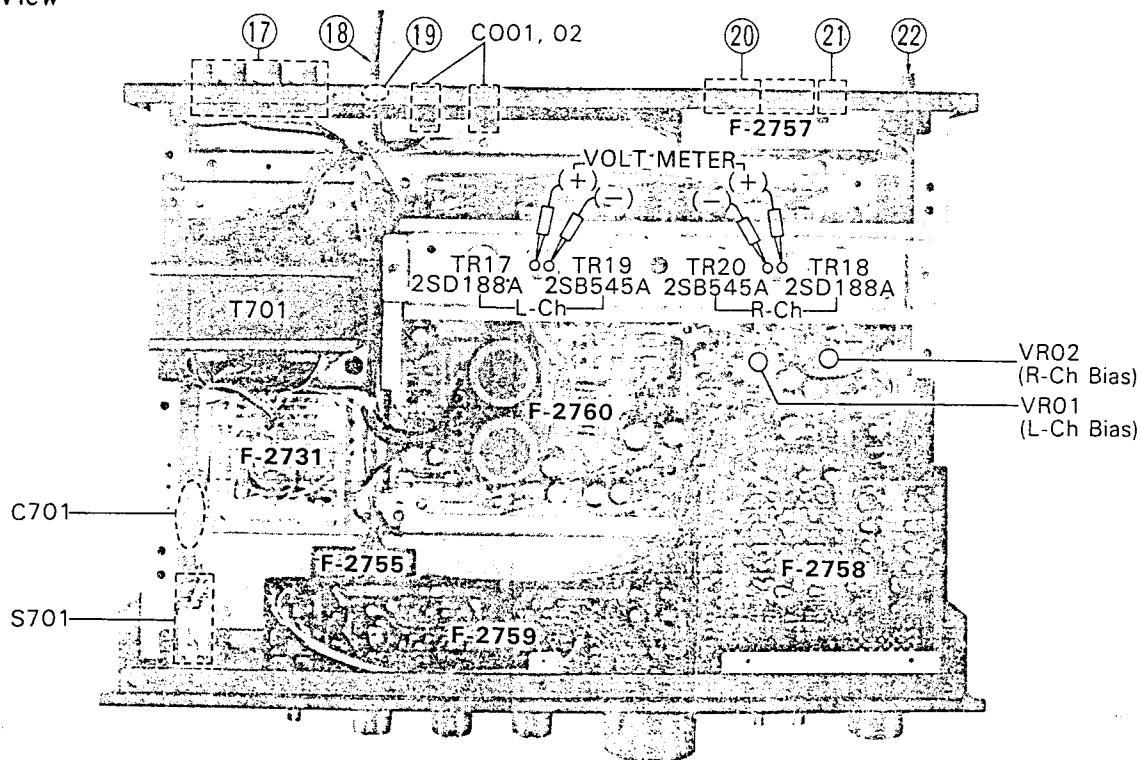 View
17 18 19 CO01, 02 20 21 22
F-2757
VOLT METER
(+) (+)
(−) (−)
TR17 TR19 TR20 TR18
2SD188A 2SB545A 2SB545A 2SD188A
L-Ch R-Ch
T701
VR02
(R-Ch Bias)
VR01
(L-Ch Bias)
F-2760
F-2731
C701
F-2755
F-2758
S701
F-2759